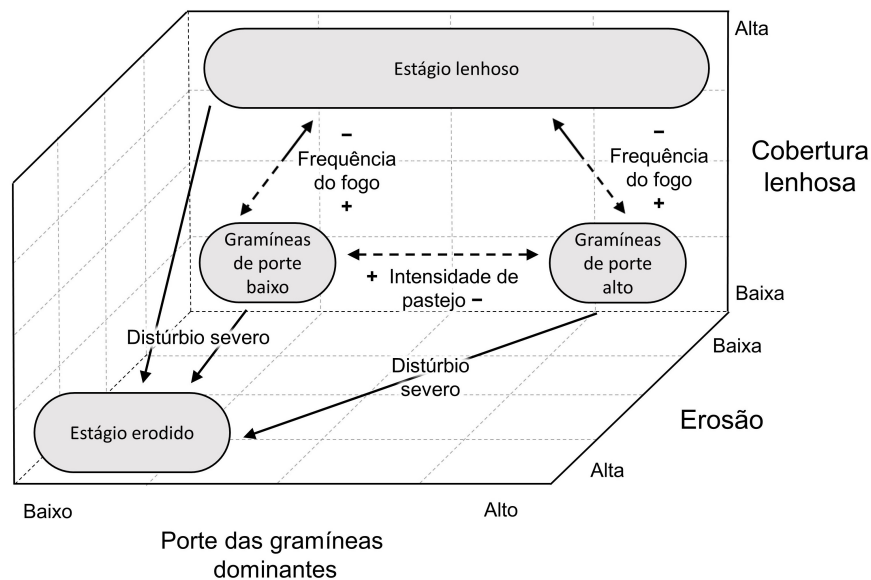 Alta
Estágio lenhoso
−
Frequência
do fogo
+
−
Frequência
do fogo
+
Cobertura
lenhosa
Gramíneas
de porte
baixo
Gramíneas
de porte
alto
+ Intensidade de
pastejo −
Baixa
Baixa
Distúrbio severo
Distúrbio
severo
Erosão
Estágio erodido
Alta
Baixo
Alto
Porte das gramíneas
dominantes